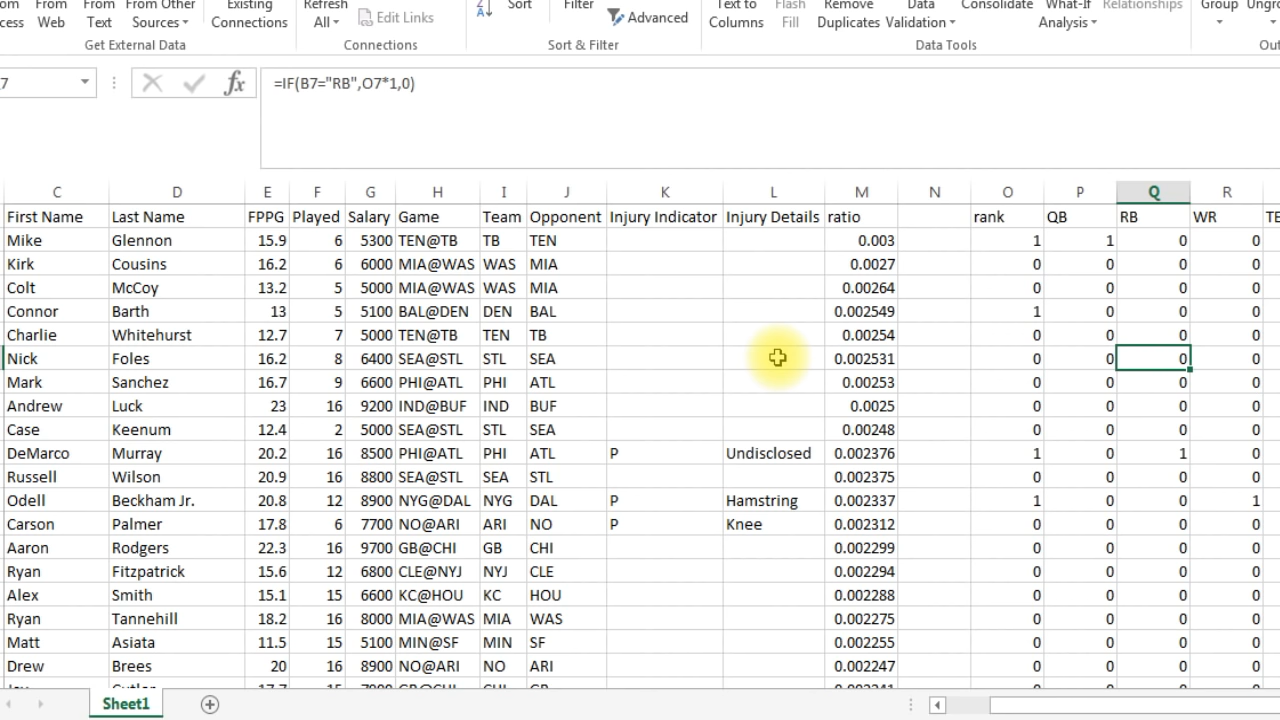 From From From From Other Existing Refresh Sort Filter Text to Flash Remove Data Consolidate What-If Relationships Group
Web Text Sources Connections All Edit Links Z A Advanced Columns Fill Duplicates Validation Analysis
Get External Data Connections Sort & Filter Data Tools
7 fx =IF(B7="RB",O7*1,0)
C D E F G H I J K L M N O P Q R
First Name Last Name FPPG Played Salary Game Team Opponent Injury Indicator Injury Details ratio rank QB RB WR TE
Mike Glennon 15.9 6 5300 TEN@TB TB TEN 0.003 1 1 0 0
Kirk Cousins 16.2 6 6000 MIA@WAS WAS MIA 0.0027 0 0 0 0
Colt McCoy 13.2 5 5000 MIA@WAS WAS MIA 0.00264 0 0 0 0
Connor Barth 13 5 5100 BAL@DEN DEN BAL 0.002549 1 0 0 0
Charlie Whitehurst 12.7 7 5000 TEN@TB TEN TB 0.00254 0 0 0 0
Nick Foles 16.2 8 6400 SEA@STL STL SEA 0.002531 0 0 0 0
Mark Sanchez 16.7 9 6600 PHI@ATL PHI ATL 0.00253 0 0 0 0
Andrew Luck 23 16 9200 IND@BUF IND BUF 0.0025 0 0 0 0
Case Keenum 12.4 2 5000 SEA@STL STL SEA 0.00248 0 0 0 0
DeMarco Murray 20.2 16 8500 PHI@ATL PHI ATL P Undisclosed 0.002376 1 0 1 0
Russell Wilson 20.9 16 8800 SEA@STL SEA STL 0.002375 0 0 0 0
Odell Beckham Jr. 20.8 12 8900 NYG@DAL NYG DAL P Hamstring 0.002337 1 0 0 1
Carson Palmer 17.8 6 7700 NO@ARI ARI NO P Knee 0.002312 0 0 0 0
Aaron Rodgers 22.3 16 9700 GB@CHI GB CHI 0.002299 0 0 0 0
Ryan Fitzpatrick 15.6 12 6800 CLE@NYJ NYJ CLE 0.002294 0 0 0 0
Alex Smith 15.1 15 6600 KC@HOU KC HOU 0.002288 0 0 0 0
Ryan Tannehill 18.2 16 8000 MIA@WAS MIA WAS 0.002275 0 0 0 0
Matt Asiata 11.5 15 5100 MIN@SF MIN SF 0.002255 0 0 0 0
Drew Brees 20 16 8900 NO@ARI NO ARI 0.002247 0 0 0 0
Sheet1